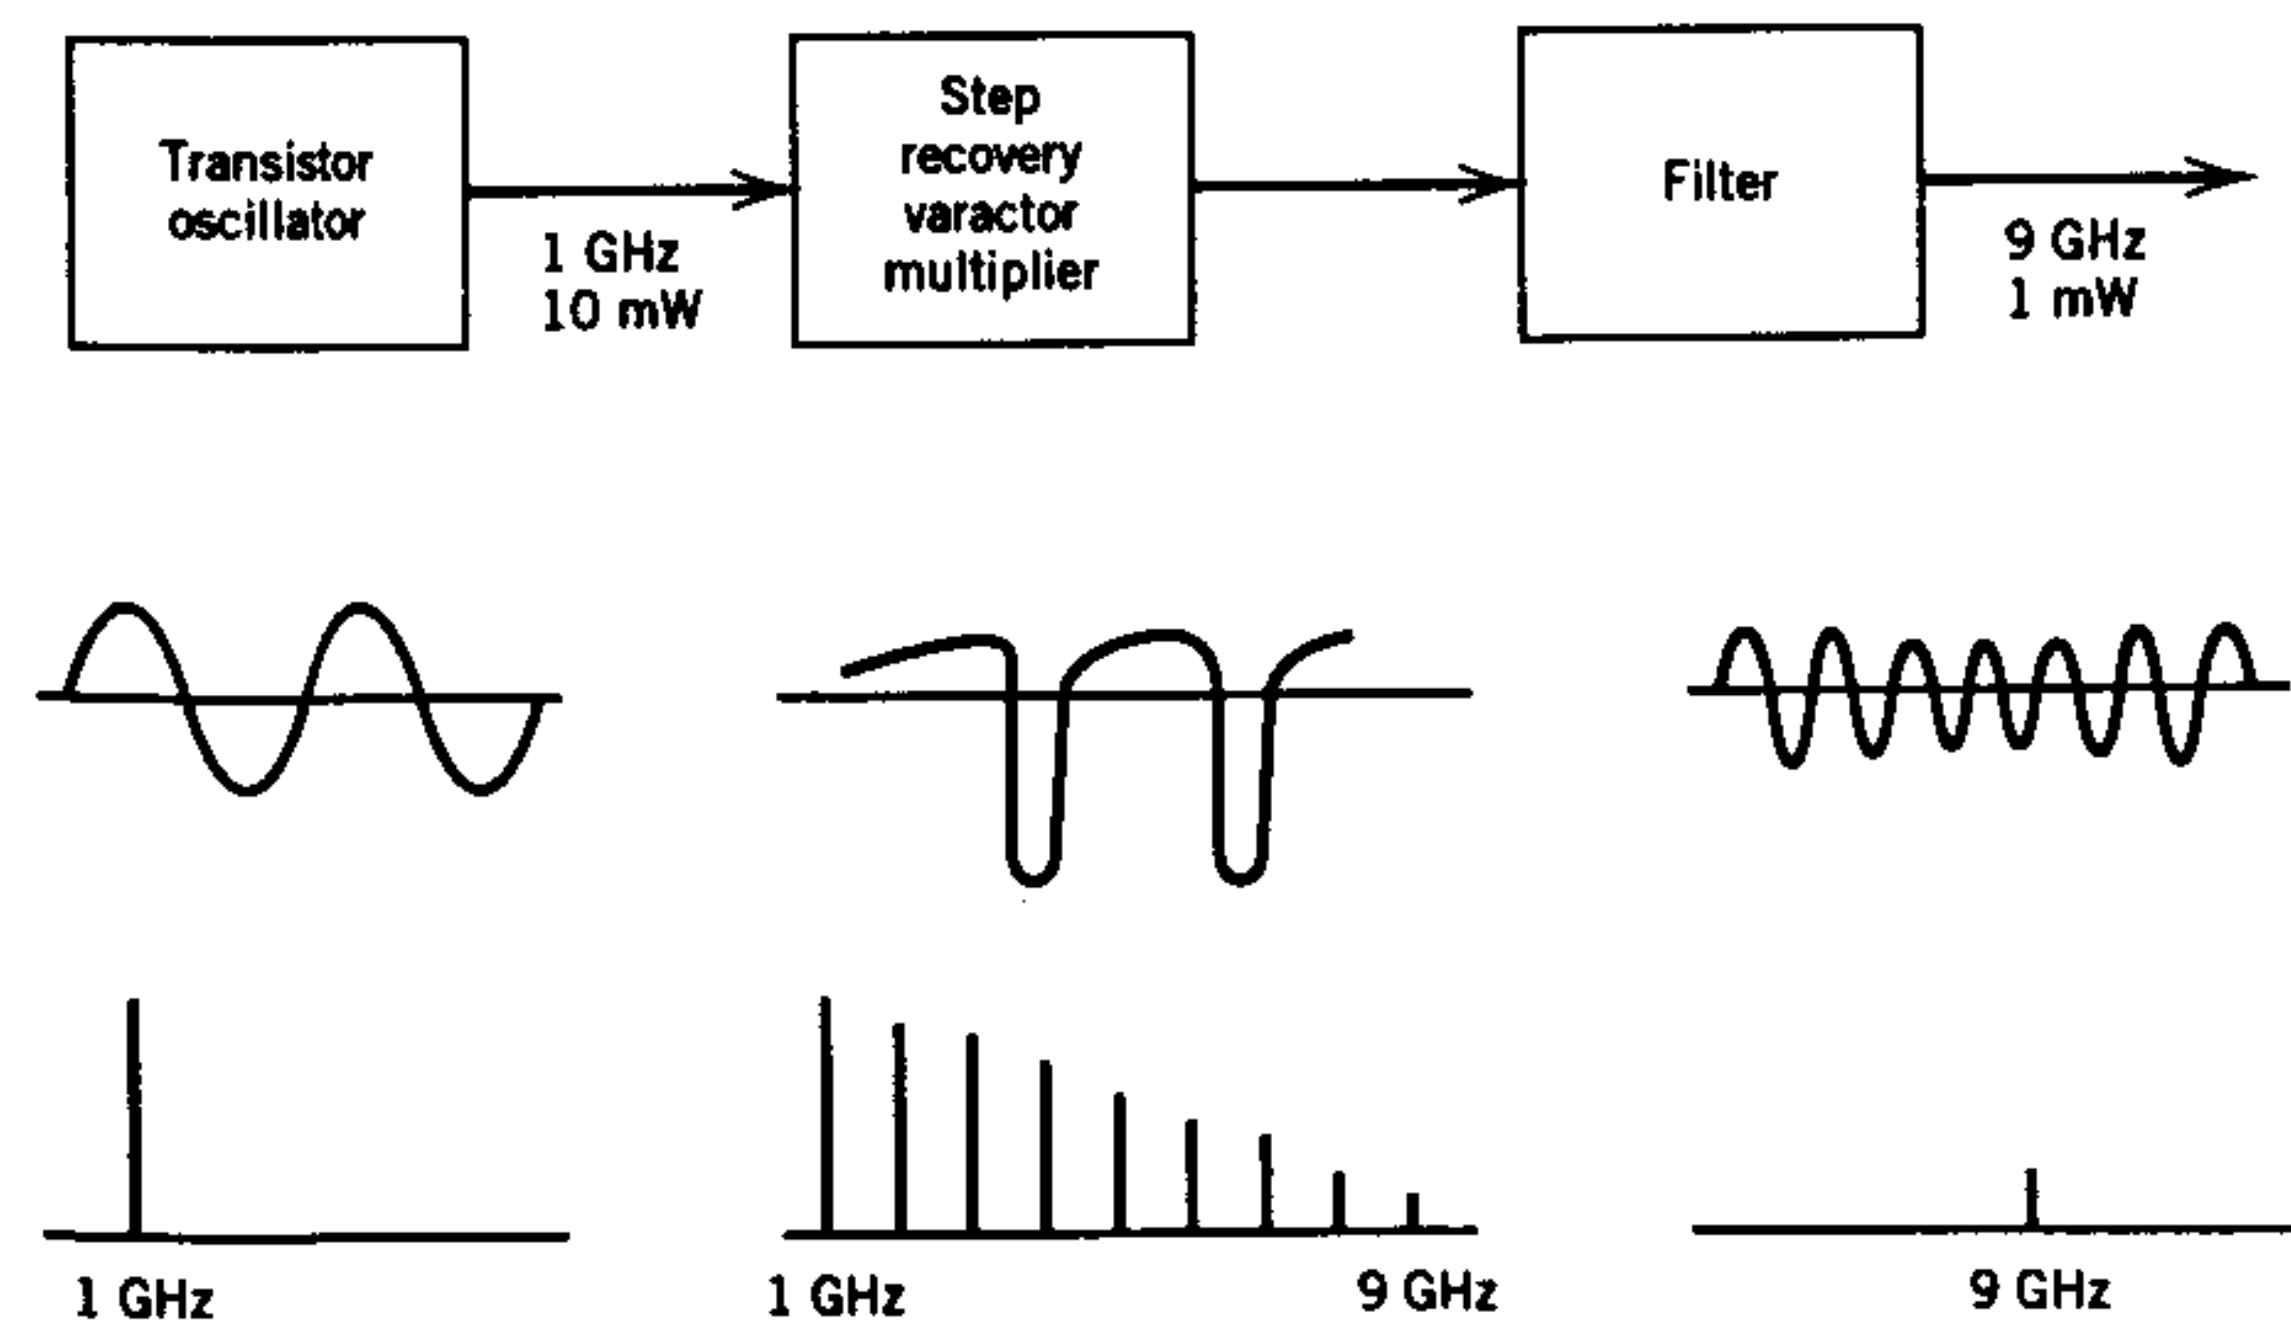 Transistor
oscillator
1 GHz
10 mW
Step
recovery
varactor
multiplier
Filter
9 GHz
1 mW
1 GHz
1 GHz
9 GHz
9 GHz